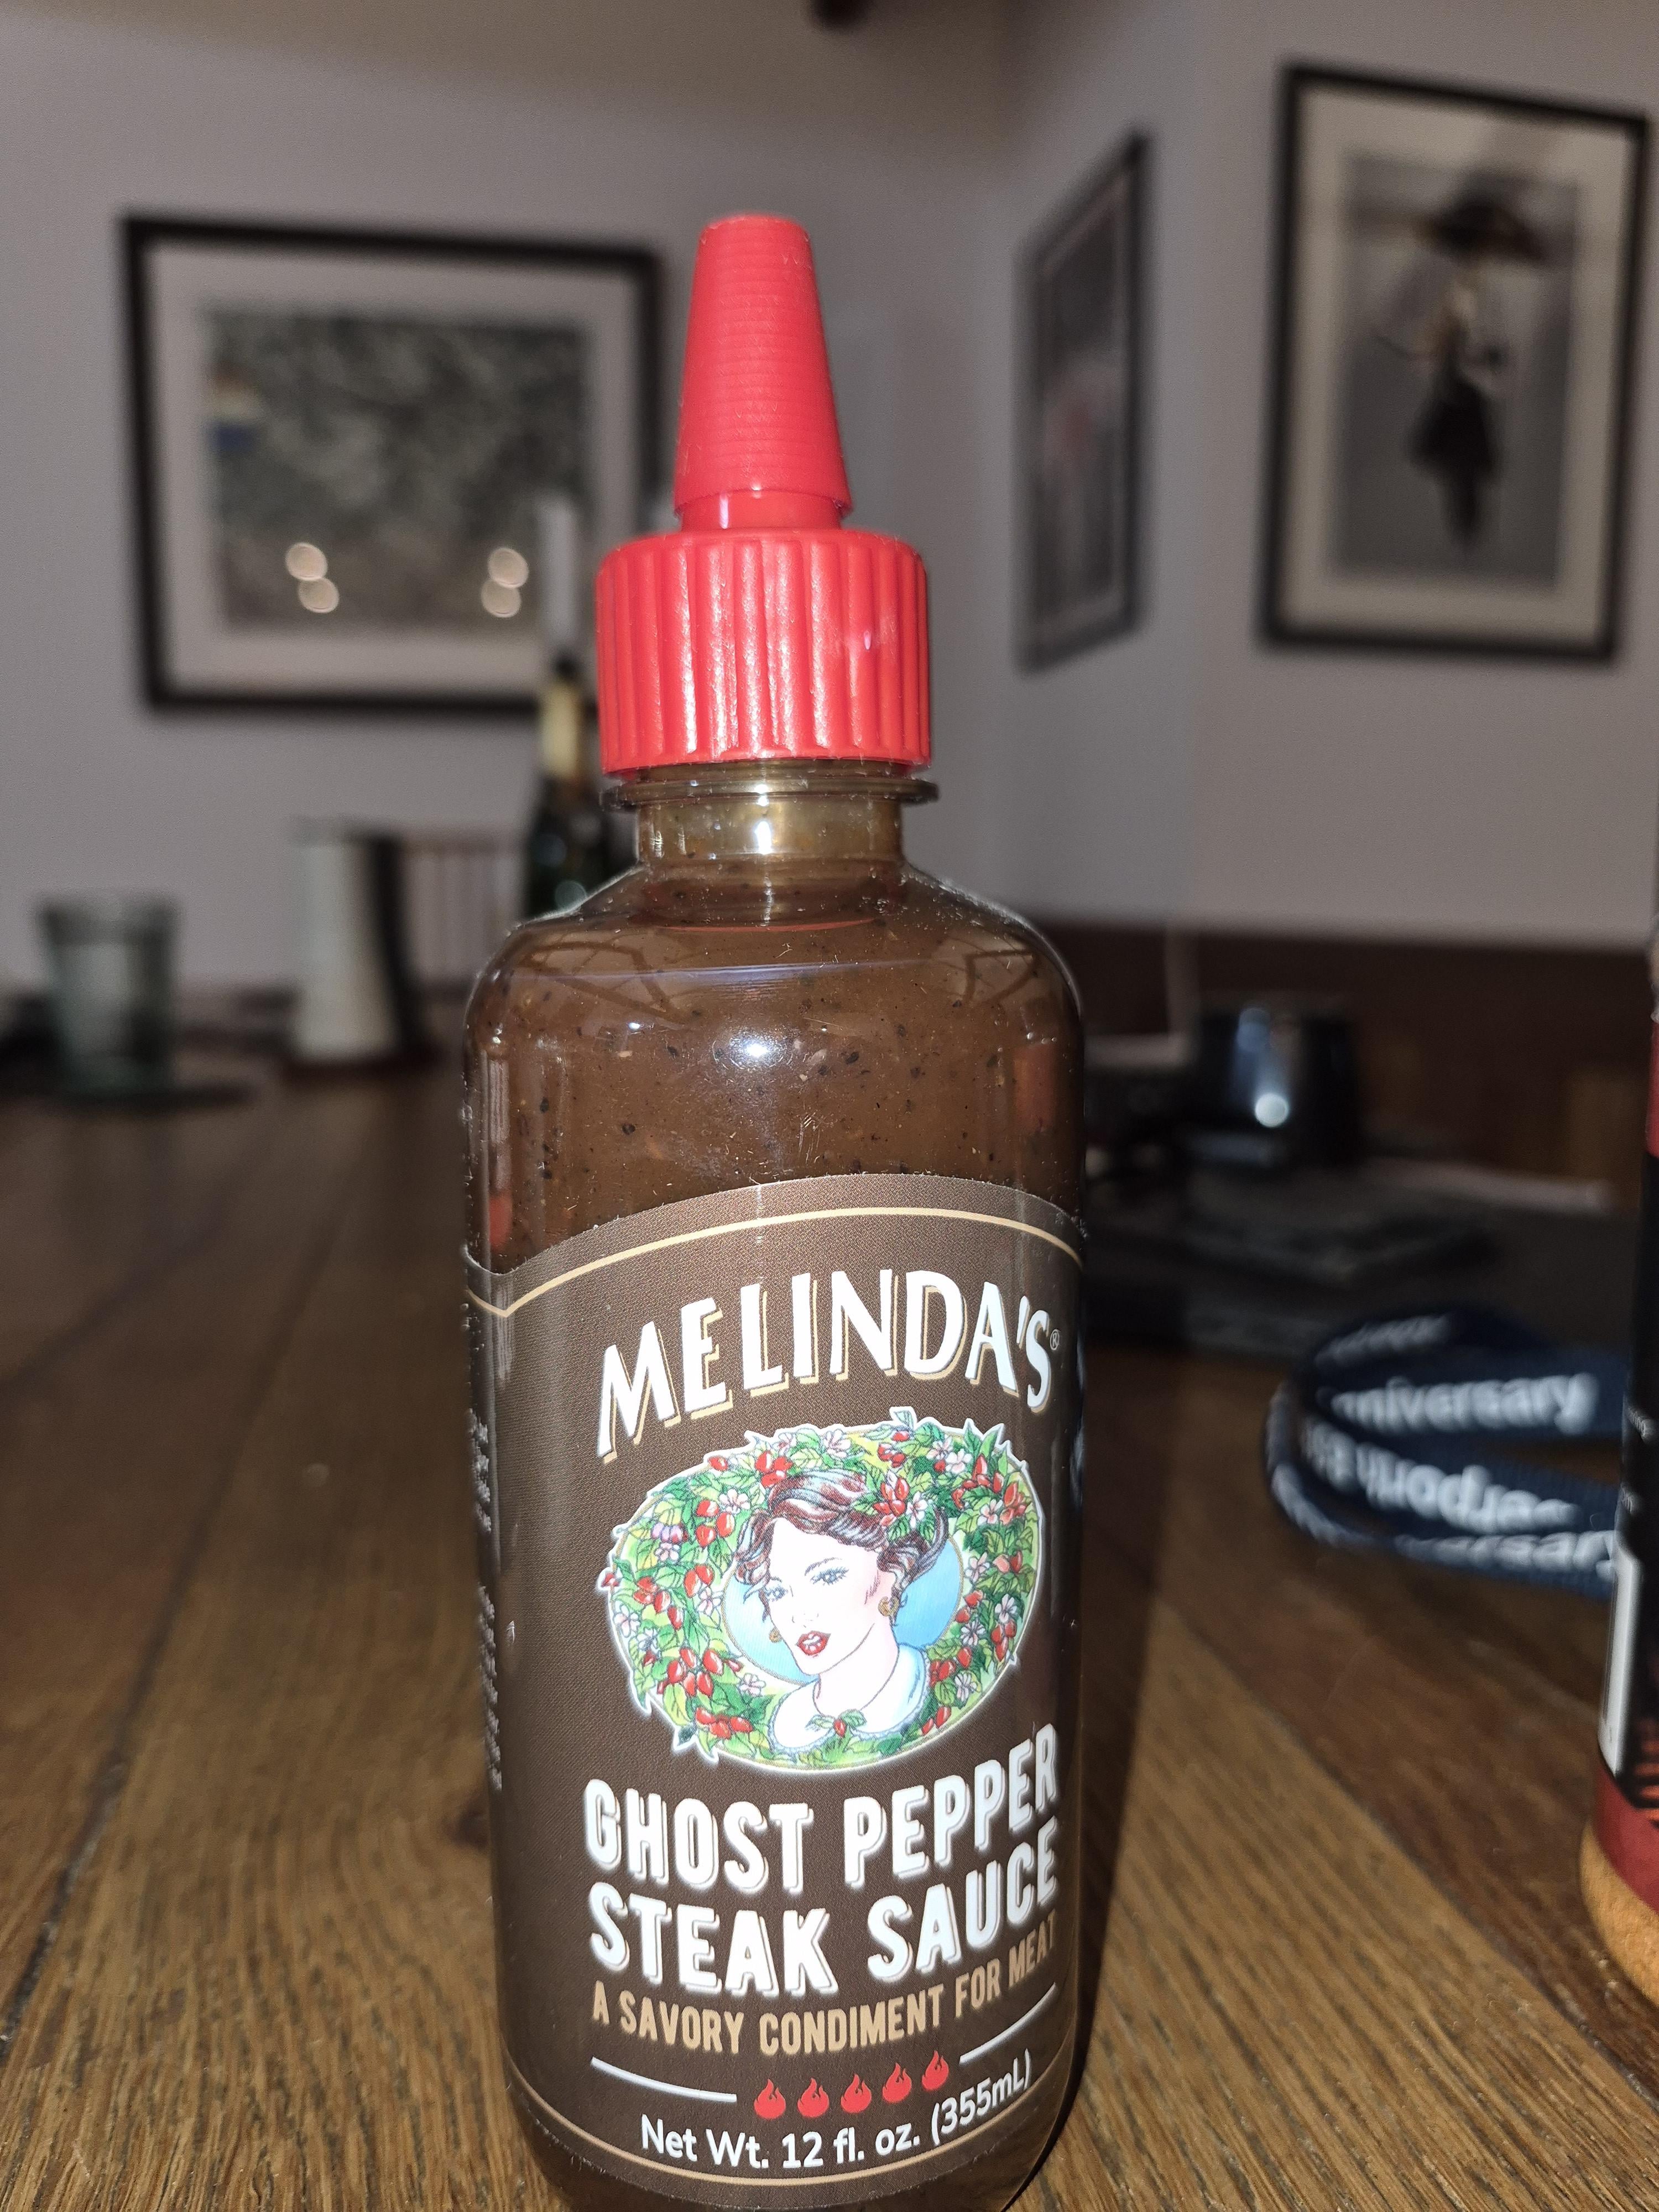 MELINDA'S®
GHOST PEPPER
STEAK SAUCE
A SAVORY CONDIMENT FOR MEAT
Net Wt. 12 fl. oz. (355mL)